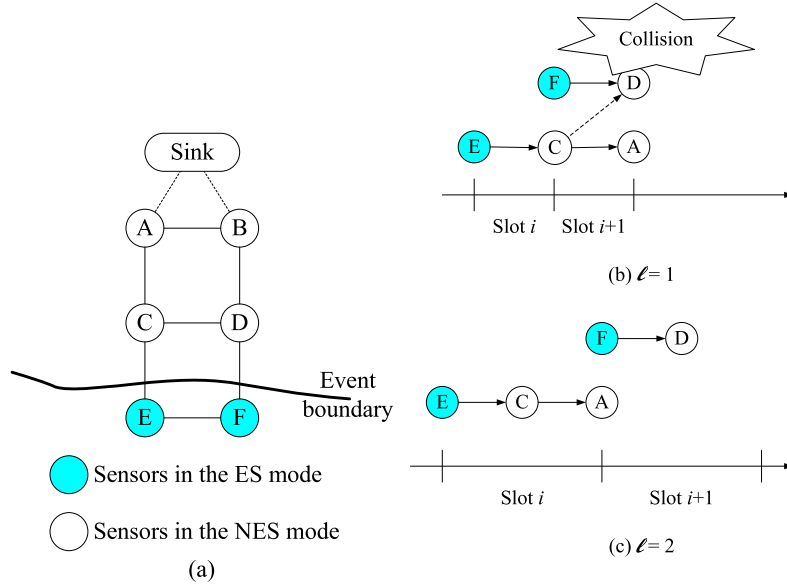 Sink
A
B
C
D
Event
boundary
E
F
Sensors in the ES mode
Sensors in the NES mode
(a)
Collision
F
D
E
C
A
Slot i
Slot i+1
(b) ℓ= 1
F
D
E
C
A
Slot i
Slot i+1
(c) ℓ= 2